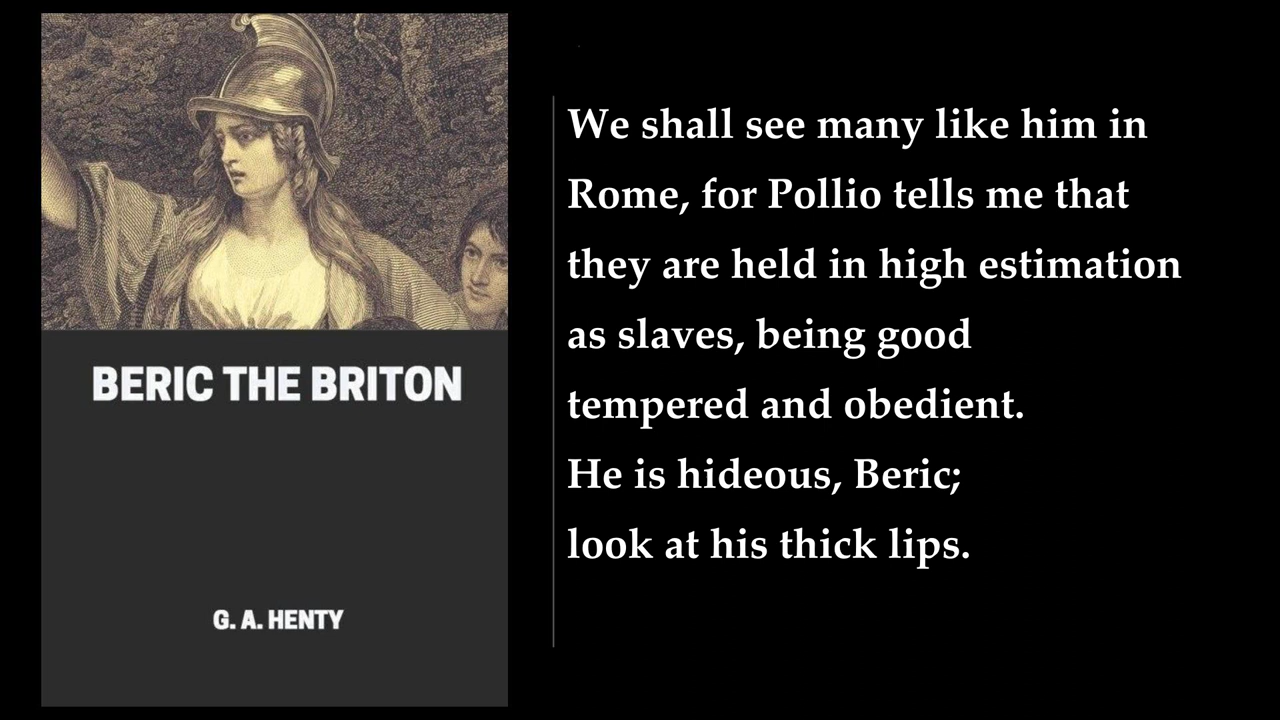 BERIC THE BRITON
G. A. HENTY
We shall see many like him in
Rome, for Pollio tells me that
they are held in high estimation
as slaves, being good
tempered and obedient.
He is hideous, Beric;
look at his thick lips.